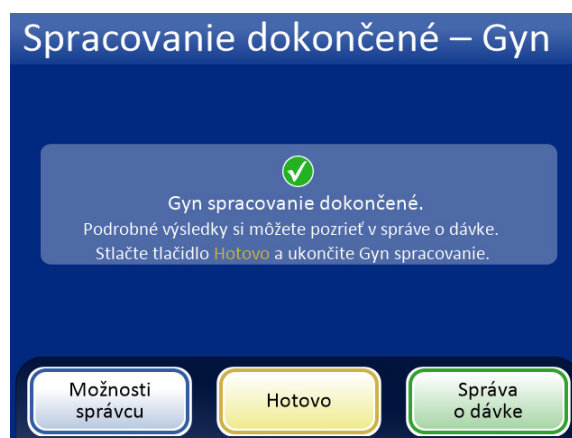 Spracovanie dokončené – Gyn
Gyn spracovanie dokončené.
Podrobné výsledky si môžete pozrieť v správe o dávke.
Stlačte tlačidlo Hotovo a ukončite Gyn spracovanie.
Možnosti
správcu
Hotovo
Správa
o dávke